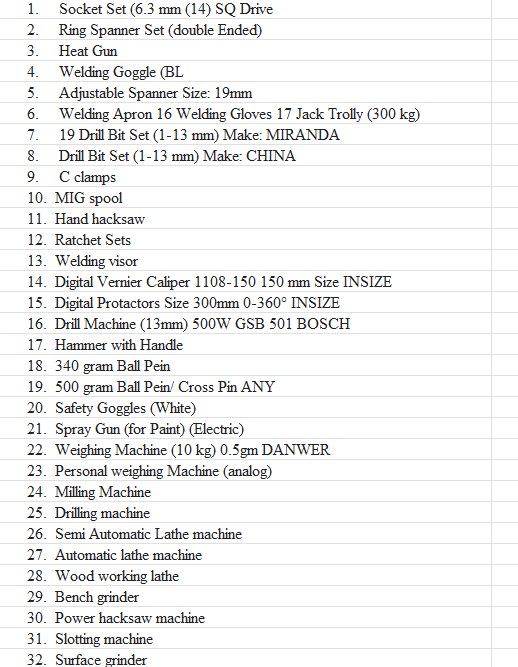 1. Socket Set (6.3 mm (14) SQ Drive
2. Ring Spanner Set (double Ended)
3. Heat Gun
4. Welding Goggle (BL
5. Adjustable Spanner Size: 19mm
6. Welding Apron 16 Welding Gloves 17 Jack Trolly (300 kg)
7. 19 Drill Bit Set (1-13 mm) Make: MIRANDA
8. Drill Bit Set (1-13 mm) Make: CHINA
9. C clamps
10. MIG spool
11. Hand hacksaw
12. Ratchet Sets
13. Welding visor
14. Digital Vernier Caliper 1108-150 150 mm Size INSIZE
15. Digital Protactors Size 300mm 0-360° INSIZE
16. Drill Machine (13mm) 500W GSB 501 BOSCH
17. Hammer with Handle
18. 340 gram Ball Pein
19. 500 gram Ball Pein/ Cross Pin ANY
20. Safety Goggles (White)
21. Spray Gun (for Paint) (Electric)
22. Weighing Machine (10 kg) 0.5gm DANWER
23. Personal weighing Machine (analog)
24. Milling Machine
25. Drilling machine
26. Semi Automatic Lathe machine
27. Automatic lathe machine
28. Wood working lathe
29. Bench grinder
30. Power hacksaw machine
31. Slotting machine
32. Surface grinder